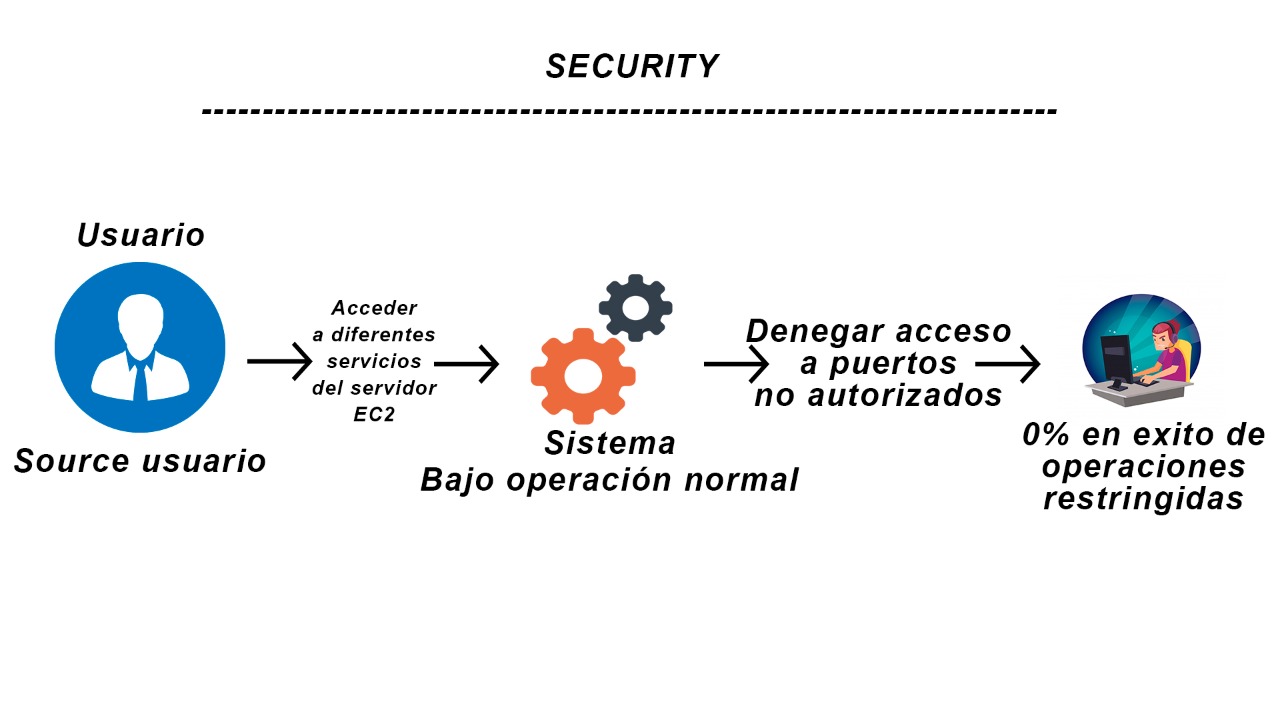 SECURITY
----------------------------------------------------------------------
Usuario
Source usuario
Acceder
a diferentes
servicios
del servidor
EC2
Sistema
Bajo operación normal
Denegar acceso
a puertos
no autorizados
0% en exito de
operaciones
restringidas